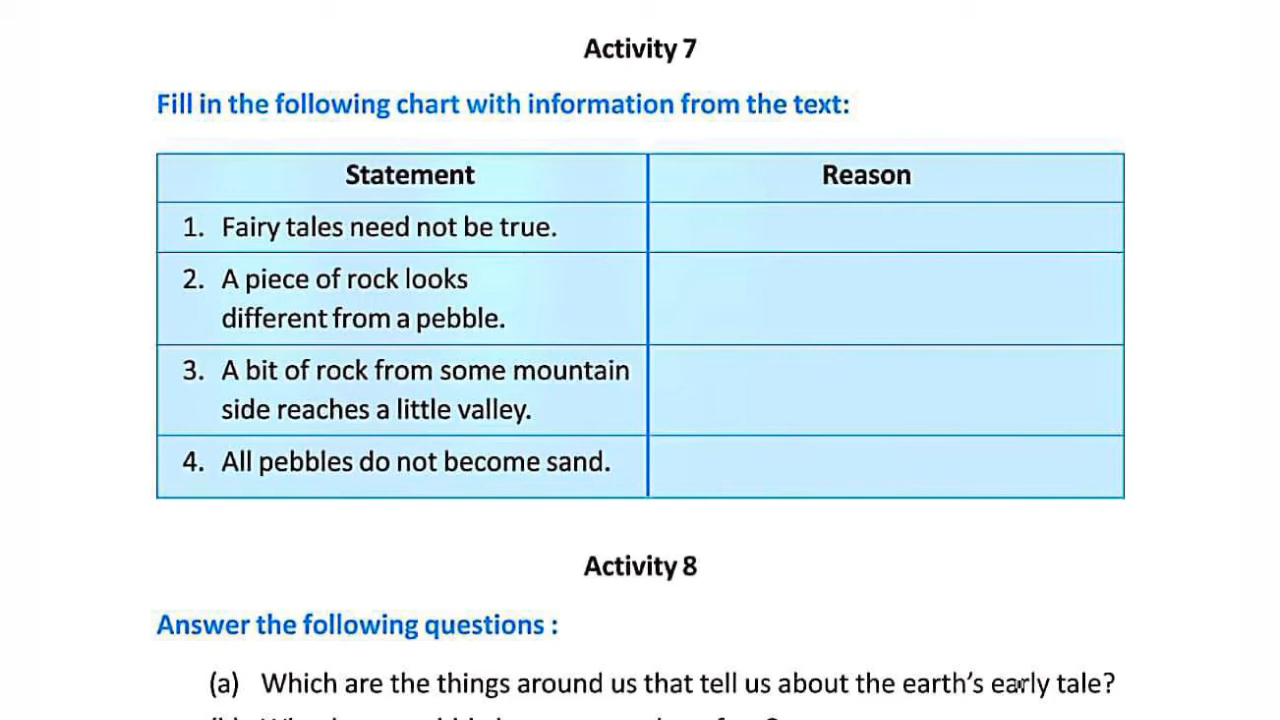 Activity 7
Fill in the following chart with information from the text:
Statement Reason
1. Fairy tales need not be true.
2. A piece of rock looks
different from a pebble.
3. A bit of rock from some mountain
side reaches a little valley.
4. All pebbles do not become sand.
Activity 8
Answer the following questions :
(a) Which are the things around us that tell us about the earth's early tale?